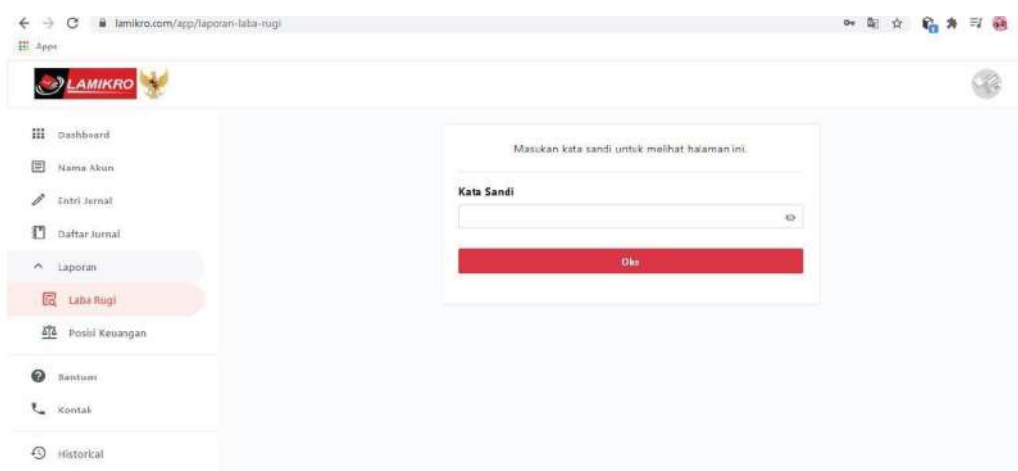 lamikro.com/app/laporan-laba-rugi
Apps
LAMIKRO
Dashboard
Nama Akun
Entri Jurnal
Daftar Jurnal
Laporan
Laba Rugi
Posisi Keuangan
Bantuan
Kontak
Historical
Masukan kata sandi untuk melihat halaman ini.
Kata Sandi
Oke